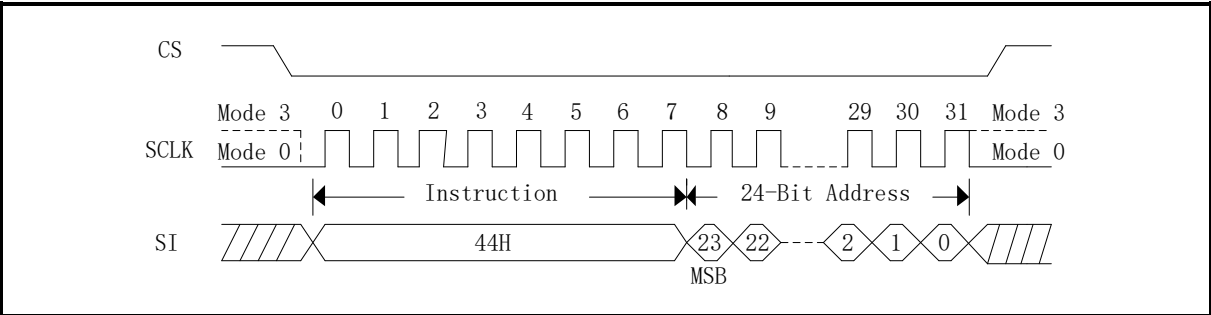 CS
Mode 3 0 1 2 3 4 5 6 7 8 9 29 30 31 Mode 3
SCLK Mode 0 Mode 0
Instruction 24-Bit Address
SI 44H 23 22 2 1 0
MSB